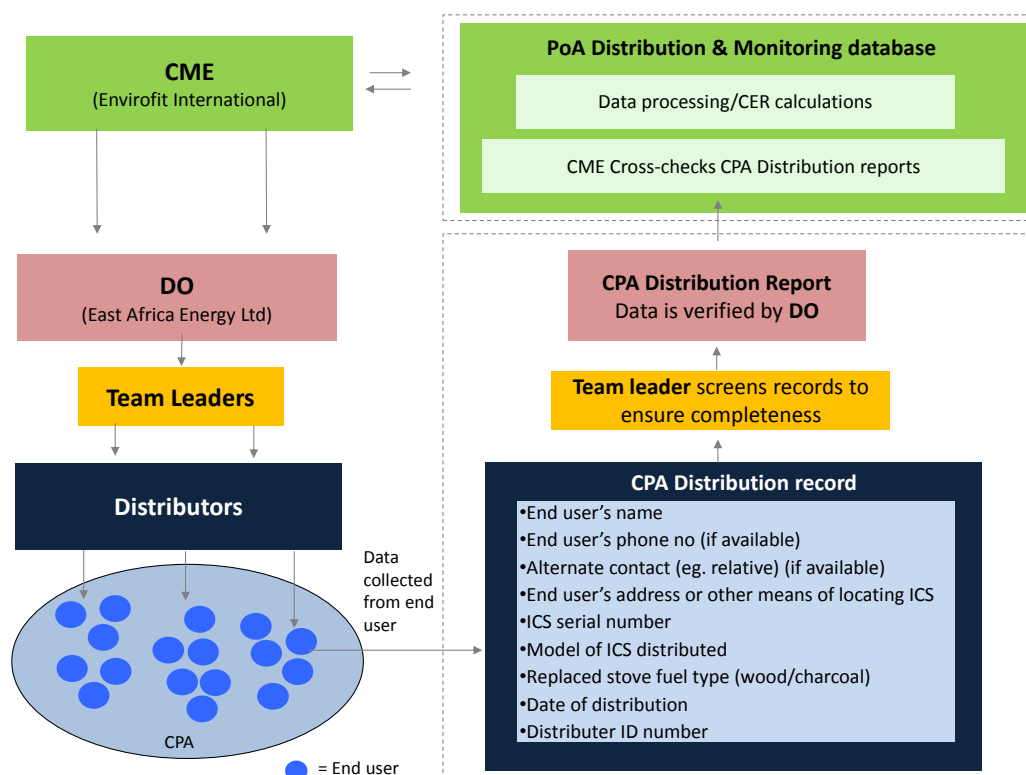 CME
(Envirofit International)
PoA Distribution & Monitoring database
Data processing/CER calculations
CME Cross-checks CPA Distribution reports
DO
(East Africa Energy Ltd)
CPA Distribution Report
Data is verified by DO
Team Leaders
Team leader screens records to
ensure completeness
Distributors
Data
collected
from end
user
CPA Distribution record
•End user’s name
•End user’s phone no (if available)
•Alternate contact (eg. relative) (if available)
•End user’s address or other means of locating ICS
•ICS serial number
•Model of ICS distributed
•Replaced stove fuel type (wood/charcoal)
•Date of distribution
•Distributer ID number
CPA
= End user